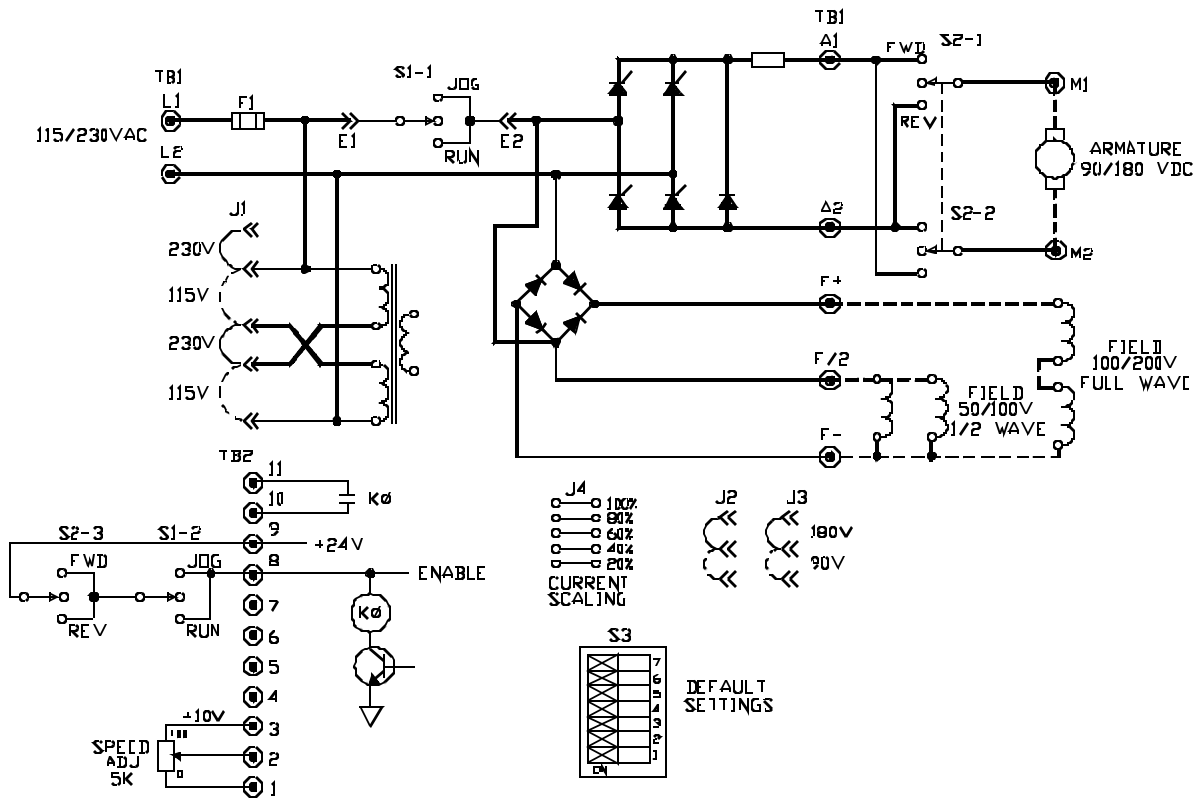 TB1
L1
115/230VAC
L2
F1
E1
S1-1
JOG
RUN
E2
TB1
A1
FWD
S2-1
REV
M1
ARMATURE
90/180 VDC
A2
S2-2
M2
J1
230V
115V
230V
115V
F+
F/2
F-
FIELD
100/200V
FULL WAVE
FIELD
50/100V
1/2 WAVE
TB2
11
10
9
8
7
6
5
4
3
2
1
KØ
+24V
ENABLE
KØ
S2-3
FWD
REV
S1-2
JOG
RUN
+10V
100
0
SPEED
ADJ
5K
J4
100%
80%
60%
40%
20%
CURRENT
SCALING
J2
J3
180V
90V
S3
7
6
5
4
3
2
1
ON
DEFAULT
SETTINGS